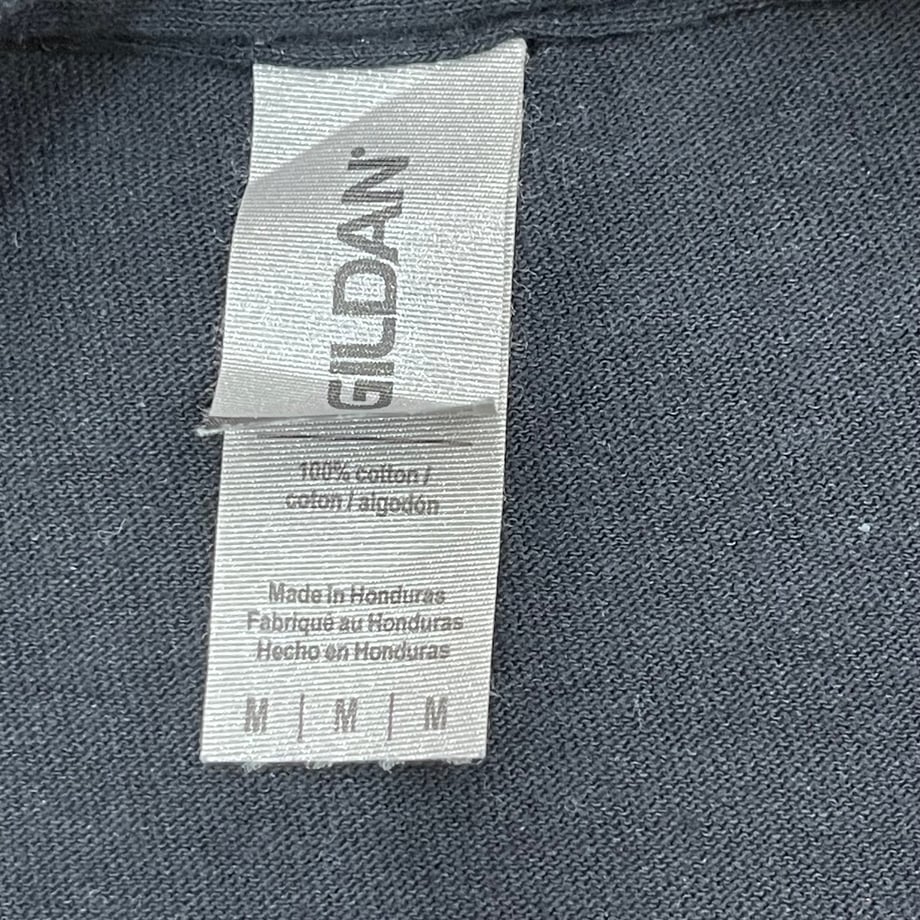 GILDAN
100% cotton /
coton / algodón
Made in Honduras
Fabriqué au Honduras
Hecho en Honduras
M | M | M